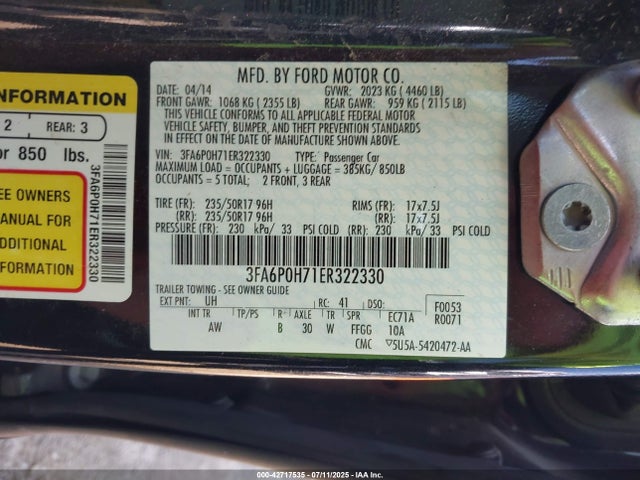 MFD. BY FORD MOTOR CO.
04/14 GVWR: 2023 KG ( 4460 LB)
FRONT GAWR: 1068 KG ( 2355 LB) REAR GAWR: 959 KG ( 2115 LB)
THIS VEHICLE CONFORMS TO ALL APPLICABLE FEDERAL MOTOR
VEHICLE SAFETY, BUMPER, AND THEFT PREVENTION STANDARDS
IN EFFECT ON THE DATE OF MANUFACTURE SHOWN ABOVE.
VIN: 3FA6P0H71ER322330 TYPE: Passenger Car
MAXIMUM LOAD = OCCUPANTS + LUGGAGE = 385KG/ 850LB
OCCUPANTS = 5 TOTAL; 2 FRONT, 3 REAR
TIRE (FR): 235/50R17 96H RIMS (FR): 17x7.5J
(RR): 235/50R17 96H (RR): 17x7.5J
PRESSURE (FR): 230 kPa/ 33 PSI COLD (RR): 230 kPa/ 33 PSI COLD
3FA6P0H71ER322330
TRAILER TOWING - SEE OWNER GUIDE
EXT PNT: UH RC: 41 DSO: F0053
INT TR TP/PS R AXLE TR SPR EC71A R0071
AW B 30 W FFGG 10A
CMC 5U5A-5420472-AA
INFORMATION
2 REAR: 3
or 850 lbs.
EE OWNERS
MANUAL FOR
ADDITIONAL
FORMATION
3FA6P0H71ER322330
000-42717535 - 07/11/2025 - IAA Inc.